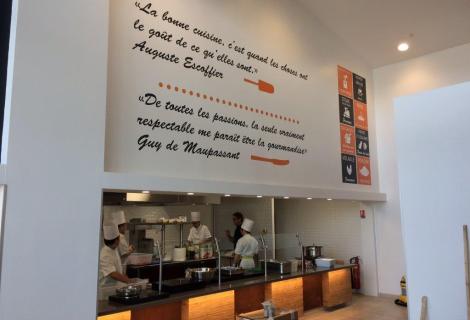 «La bonne cuisine, c'est quand les choses ont
le goût de ce qu'elles sont.»
Auguste Escoffier
«De toutes les passions, la seule vraiment
respectable me paraît être la gourmandise»
Guy de Maupassant
VOLAILLE